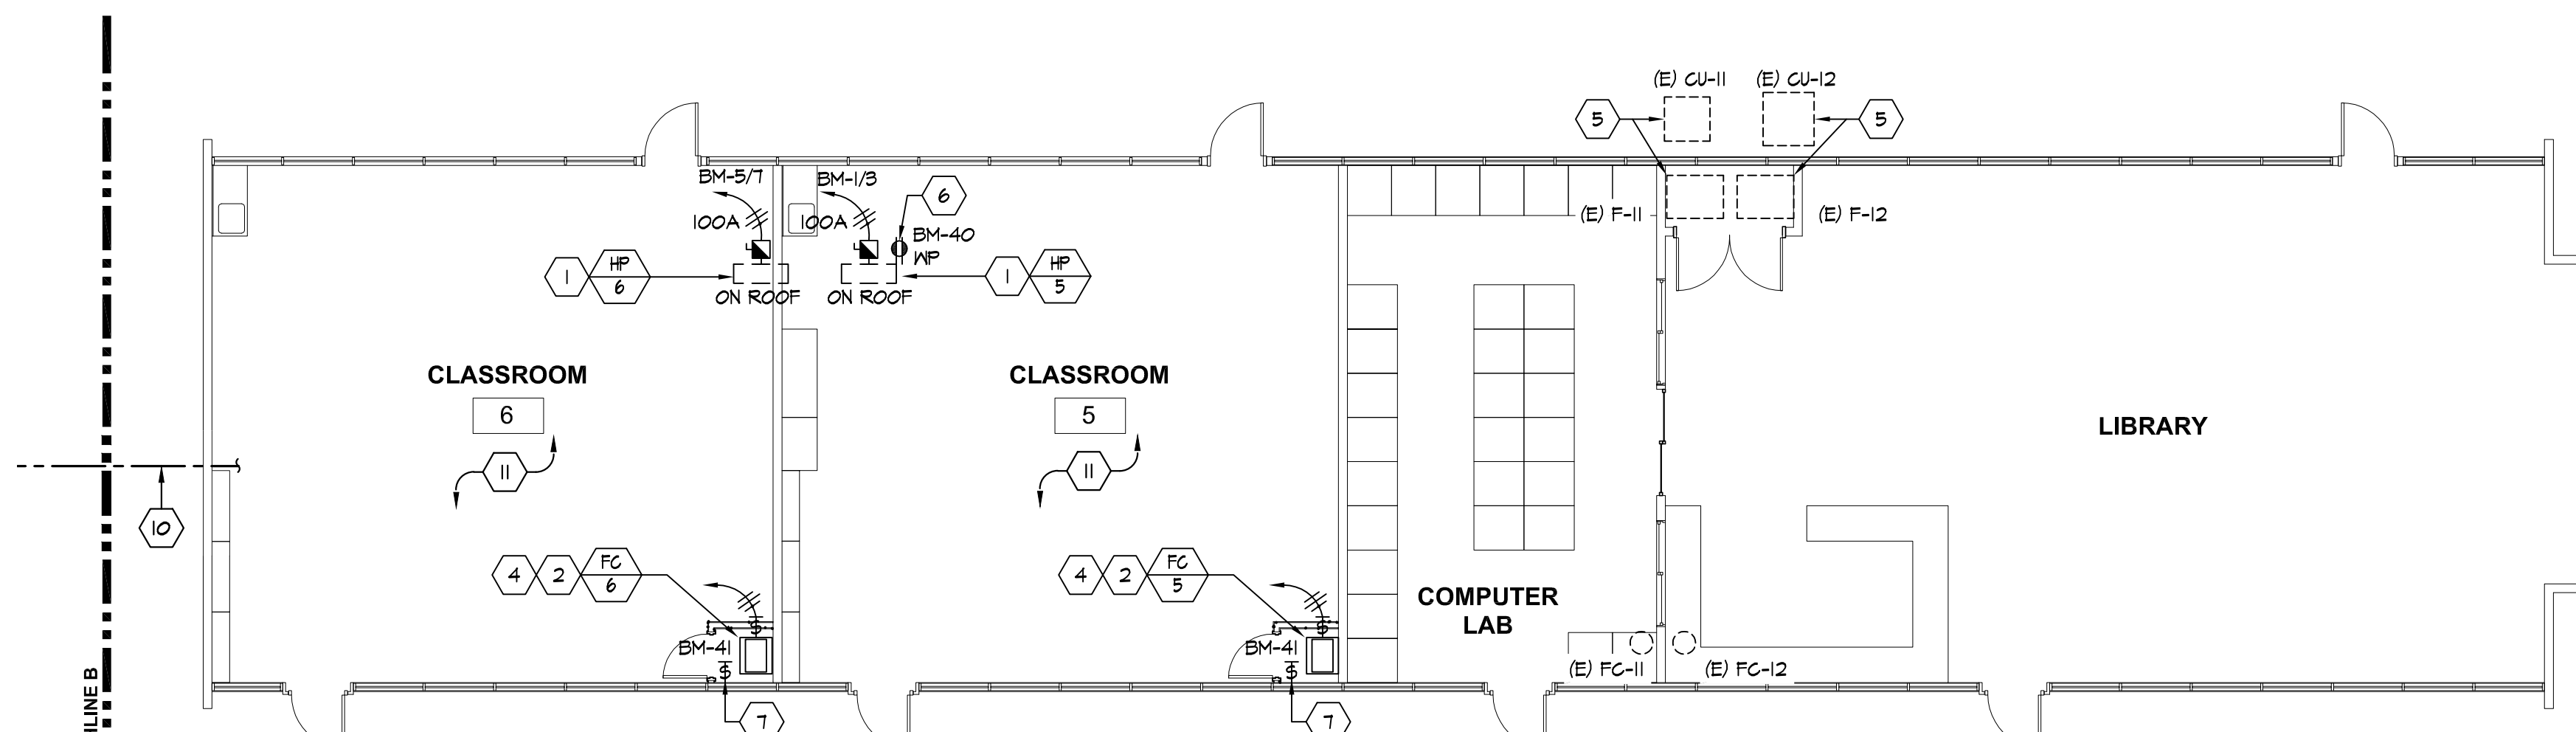 (E) CU-11
(E) CU-12
5
5
BM-5/7
BM-1/3
6
100A
100A
(E) F-11
(E) F-12
BM-40
WP
1
HP
6
1
HP
5
ON ROOF
ON ROOF
CLASSROOM
6
CLASSROOM
5
LIBRARY
11
11
10
4
2
FC
6
4
2
FC
5
COMPUTER
LAB
$
$
BM-41
$
BM-41
$
(E) FC-11
(E) FC-12
7
7
HLINE B